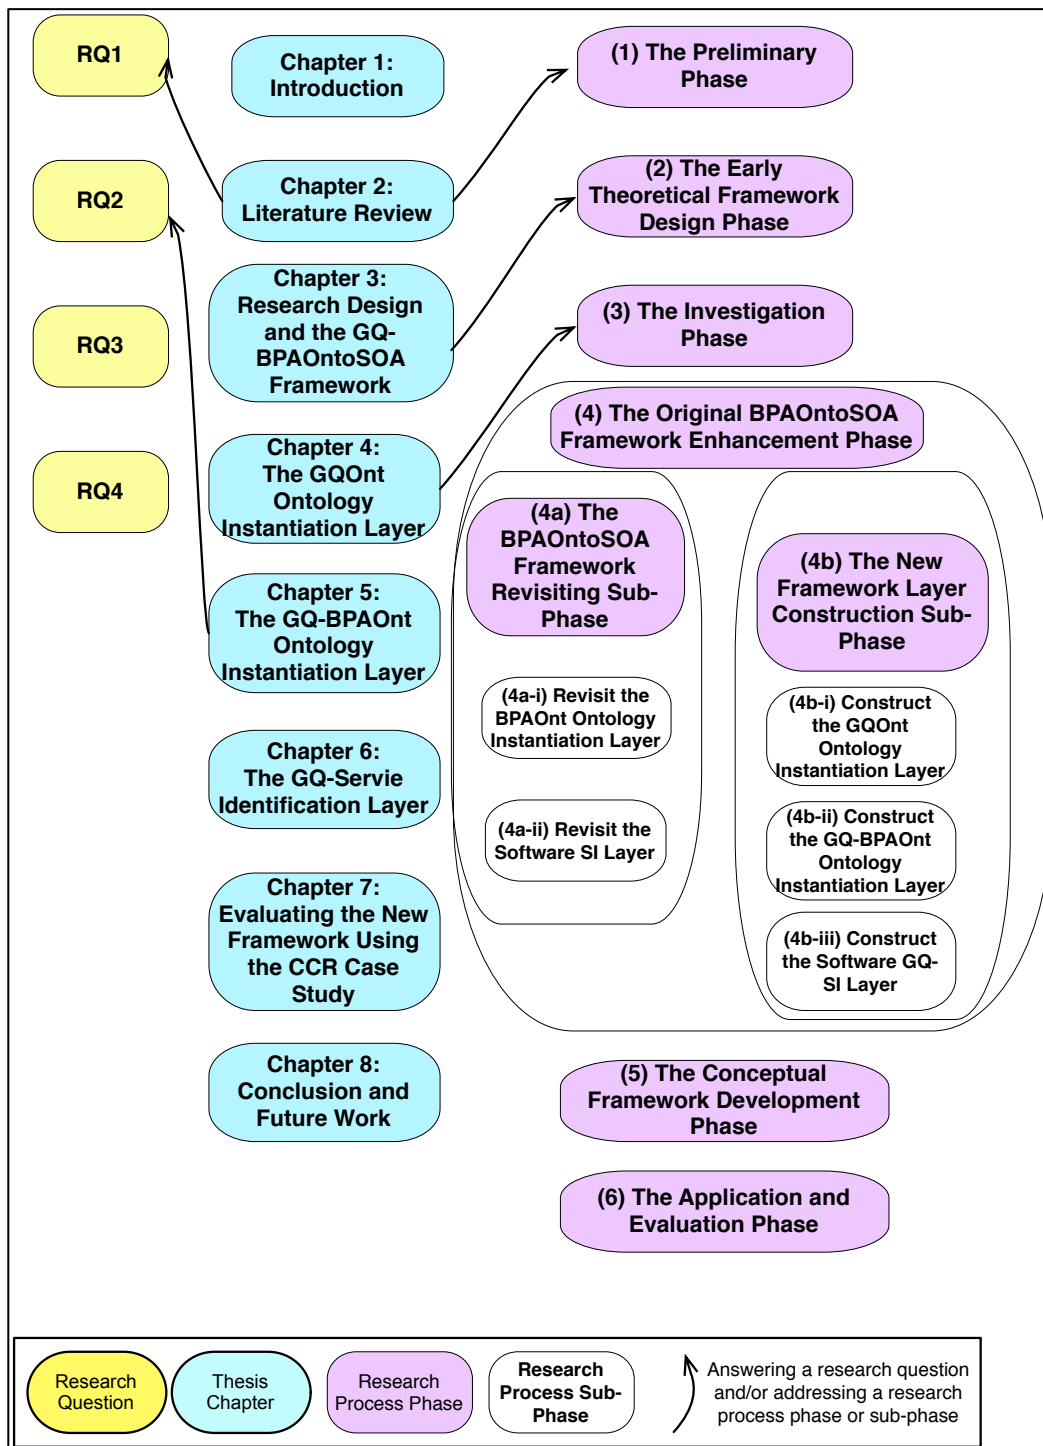 RQ1
RQ2
RQ3
RQ4
Chapter 1:
Introduction
Chapter 2:
Literature Review
Chapter 3:
Research Design
and the GQ-
BPAOntoSOA
Framework
Chapter 4:
The GQOnt
Ontology
Instantiation Layer
Chapter 5:
The GQ-BPAOnt
Ontology
Instantiation Layer
Chapter 6:
The GQ-Servie
Identification Layer
Chapter 7:
Evaluating the New
Framework Using
the CCR Case
Study
Chapter 8:
Conclusion and
Future Work
(1) The Preliminary
Phase
(2) The Early
Theoretical Framework
Design Phase
(3) The Investigation
Phase
(4) The Original BPAOntoSOA
Framework Enhancement Phase
(4a) The
BPAOntoSOA
Framework
Revisiting Sub-
Phase
(4a-i) Revisit the
BPAOnt Ontology
Instantiation Layer
(4a-ii) Revisit the
Software SI Layer
(4b) The New
Framework Layer
Construction Sub-
Phase
(4b-i) Construct
the GQOnt
Ontology
Instantiation Layer
(4b-ii) Construct
the GQ-BPAOnt
Ontology
Instantiation Layer
(4b-iii) Construct
the Software GQ-
SI Layer
(5) The Conceptual
Framework Development
Phase
(6) The Application and
Evaluation Phase
Research
Question
Thesis
Chapter
Research
Process Phase
Research
Process Sub-
Phase
Answering a research question
and/or addressing a research
process phase or sub-phase